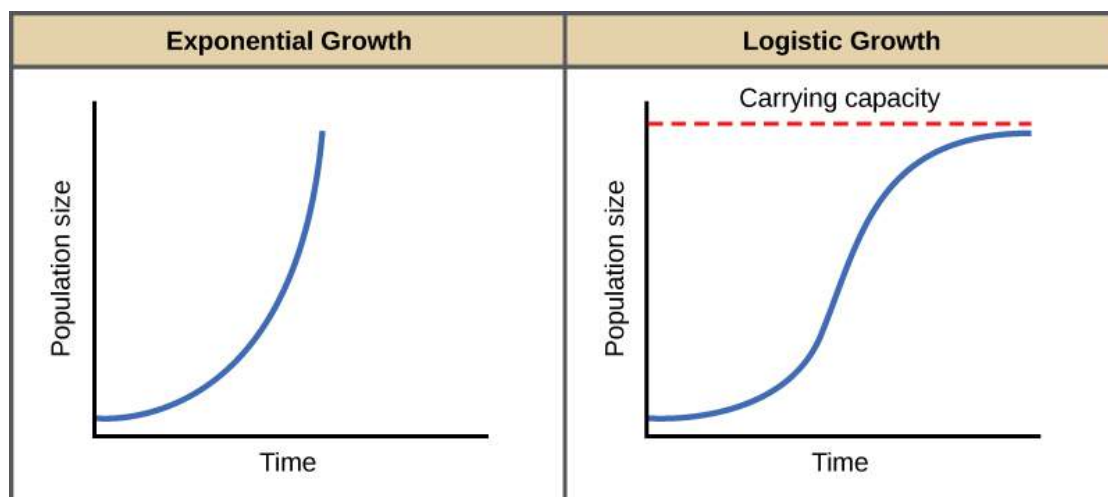 Exponential Growth
Population size
Time
Logistic Growth
Carrying capacity
Population size
Time